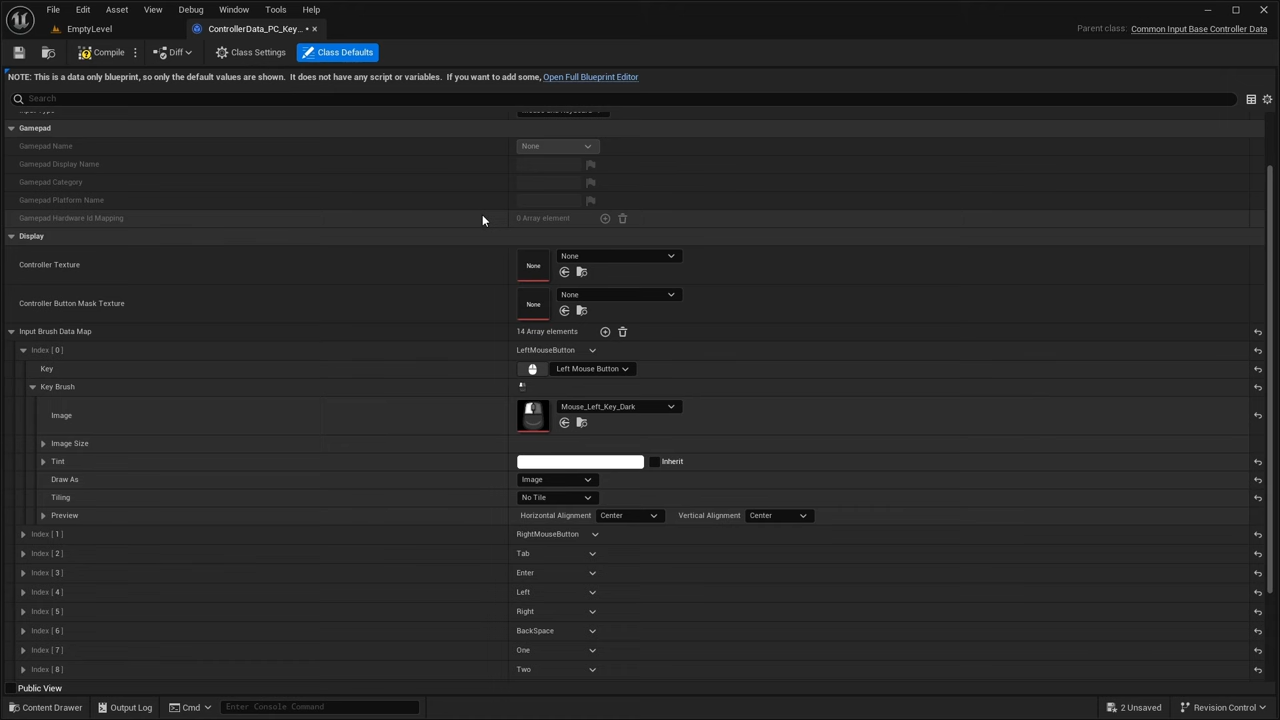 File Edit Asset View Debug Window Tools Help
EmptyLevel
ControllerData_PC_Key... •
Parent class: Common Input Base Controller Data
Compile Diff Class Settings Class Defaults
NOTE: This is a data only blueprint, so only the default values are shown. It does not have any script or variables. If you want to add some, Open Full Blueprint Editor
Search
Gamepad
Gamepad Name None
Gamepad Display Name
Gamepad Category
Gamepad Platform Name
Gamepad Hardware Id Mapping 0 Array element
Display
Controller Texture None None
Controller Button Mask Texture None None
Input Brush Data Map 14 Array elements
Index [ 0 ] LeftMouseButton
Key Left Mouse Button
Key Brush
Image Mouse_Left_Key_Dark
Image Size
Tint Inherit
Draw As Image
Tiling No Tile
Preview Horizontal Alignment Center Vertical Alignment Center
Index [ 1 ] RightMouseButton
Index [ 2 ] Tab
Index [ 3 ] Enter
Index [ 4 ] Left
Index [ 5 ] Right
Index [ 6 ] BackSpace
Index [ 7 ] One
Index [ 8 ] Two
Public View
Content Drawer Output Log Cmd Enter Console Command 2 Unsaved Revision Control